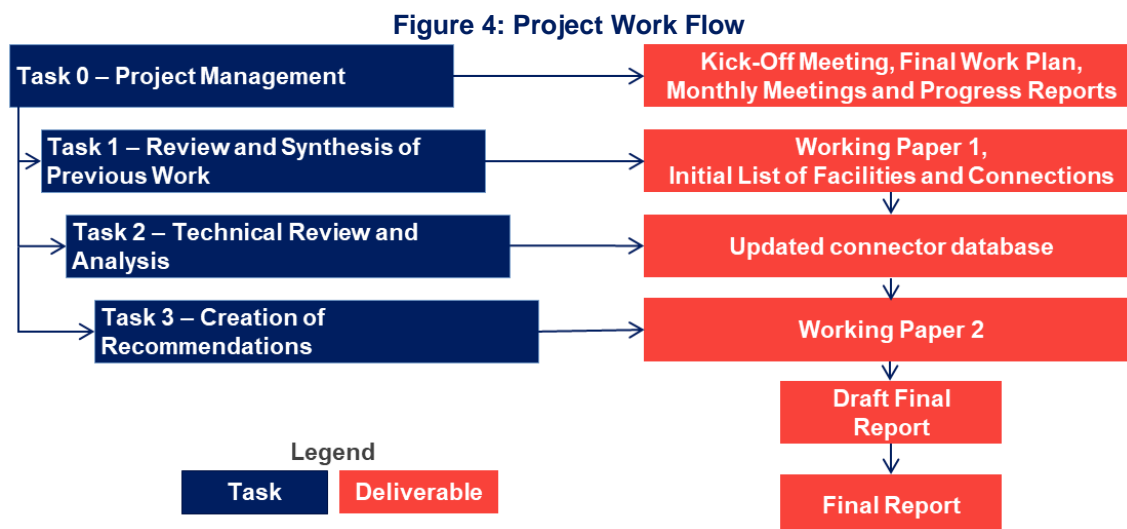 Figure 4: Project Work Flow
Task 0 – Project Management
Kick-Off Meeting, Final Work Plan,
Monthly Meetings and Progress Reports
Task 1 – Review and Synthesis of
Previous Work
Working Paper 1,
Initial List of Facilities and Connections
Task 2 – Technical Review and
Analysis
Updated connector database
Task 3 – Creation of
Recommendations
Working Paper 2
Draft Final
Report
Final Report
Legend
Task
Deliverable